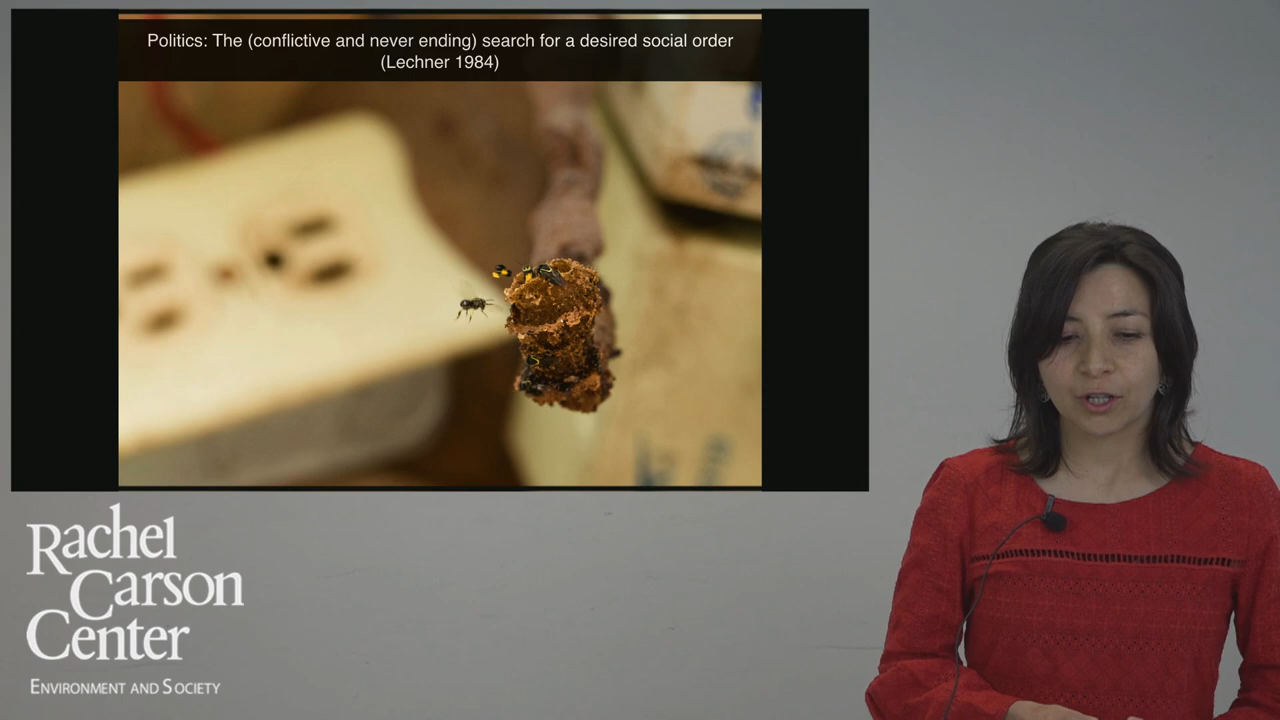 Politics: The (conflictive and never ending) search for a desired social order
(Lechner 1984)
Rachel
Carson
Center
ENVIRONMENT AND SOCIETY